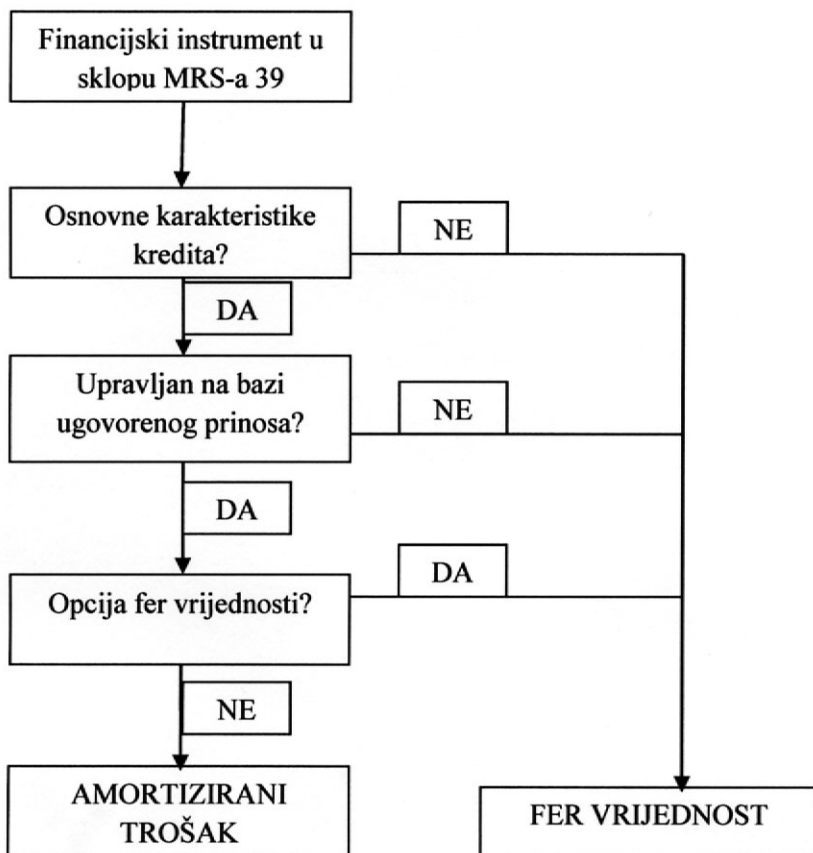 Financijski instrument u
sklopu MRS-a 39
Osnovne karakteristike
kredita?
NE
DA
Upravljan na bazi
ugovorenog prinosa?
NE
DA
Opcija fer vrijednosti?
DA
NE
AMORTIZIRANI
TROŠAK
FER VRIJEDNOST